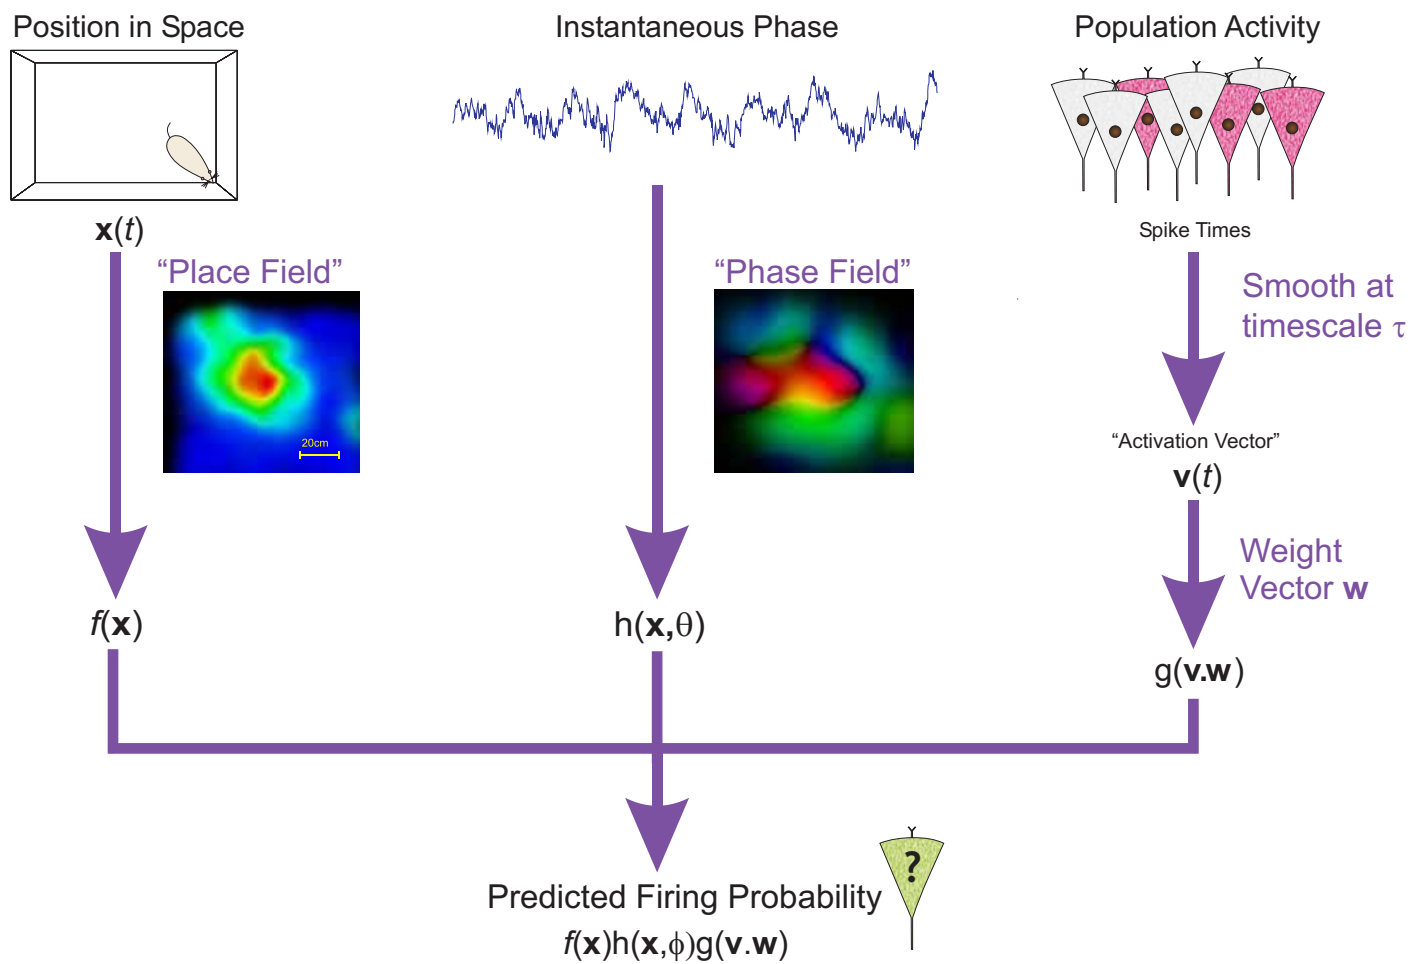 Position in Space
Instantaneous Phase
Population Activity
x(t)
Spike Times
“Place Field”
“Phase Field”
Smooth at
timescale τ
20cm
“Activation Vector”
v(t)
Weight
Vector w
f(x)
h(x,θ)
g(v.w)
?
Predicted Firing Probability
f(x)h(x,ϕ)g(v.w)